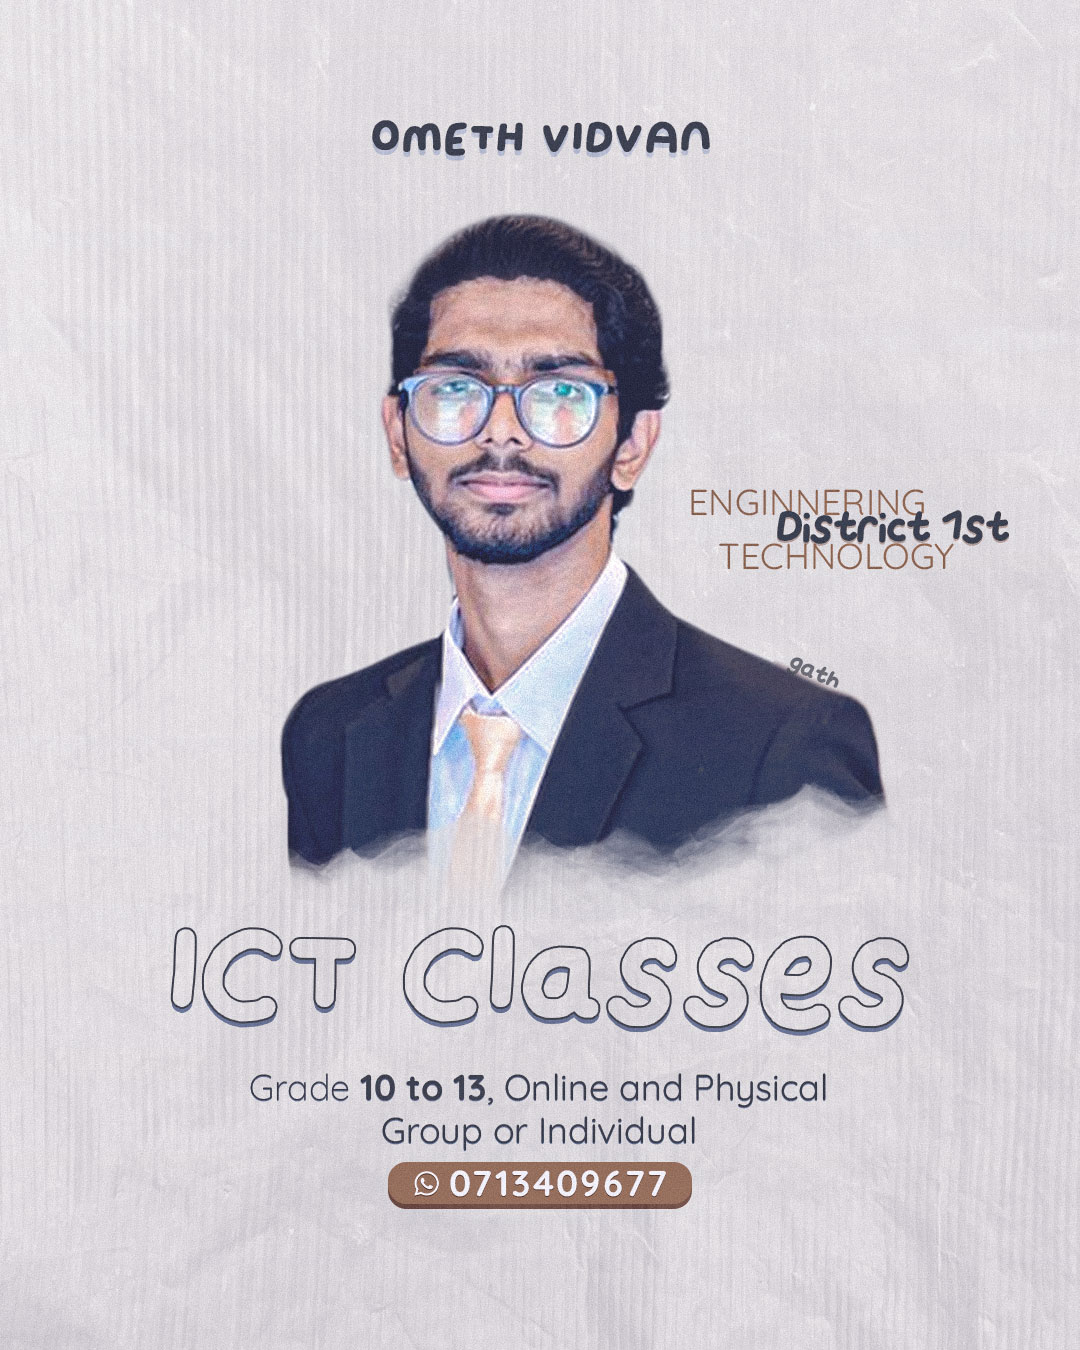 OMETH VIDVAN
ENGINNERING
District 1st
TECHNOLOGY
gath
ICT Classes
Grade 10 to 13, Online and Physical
Group or Individual
0713409677